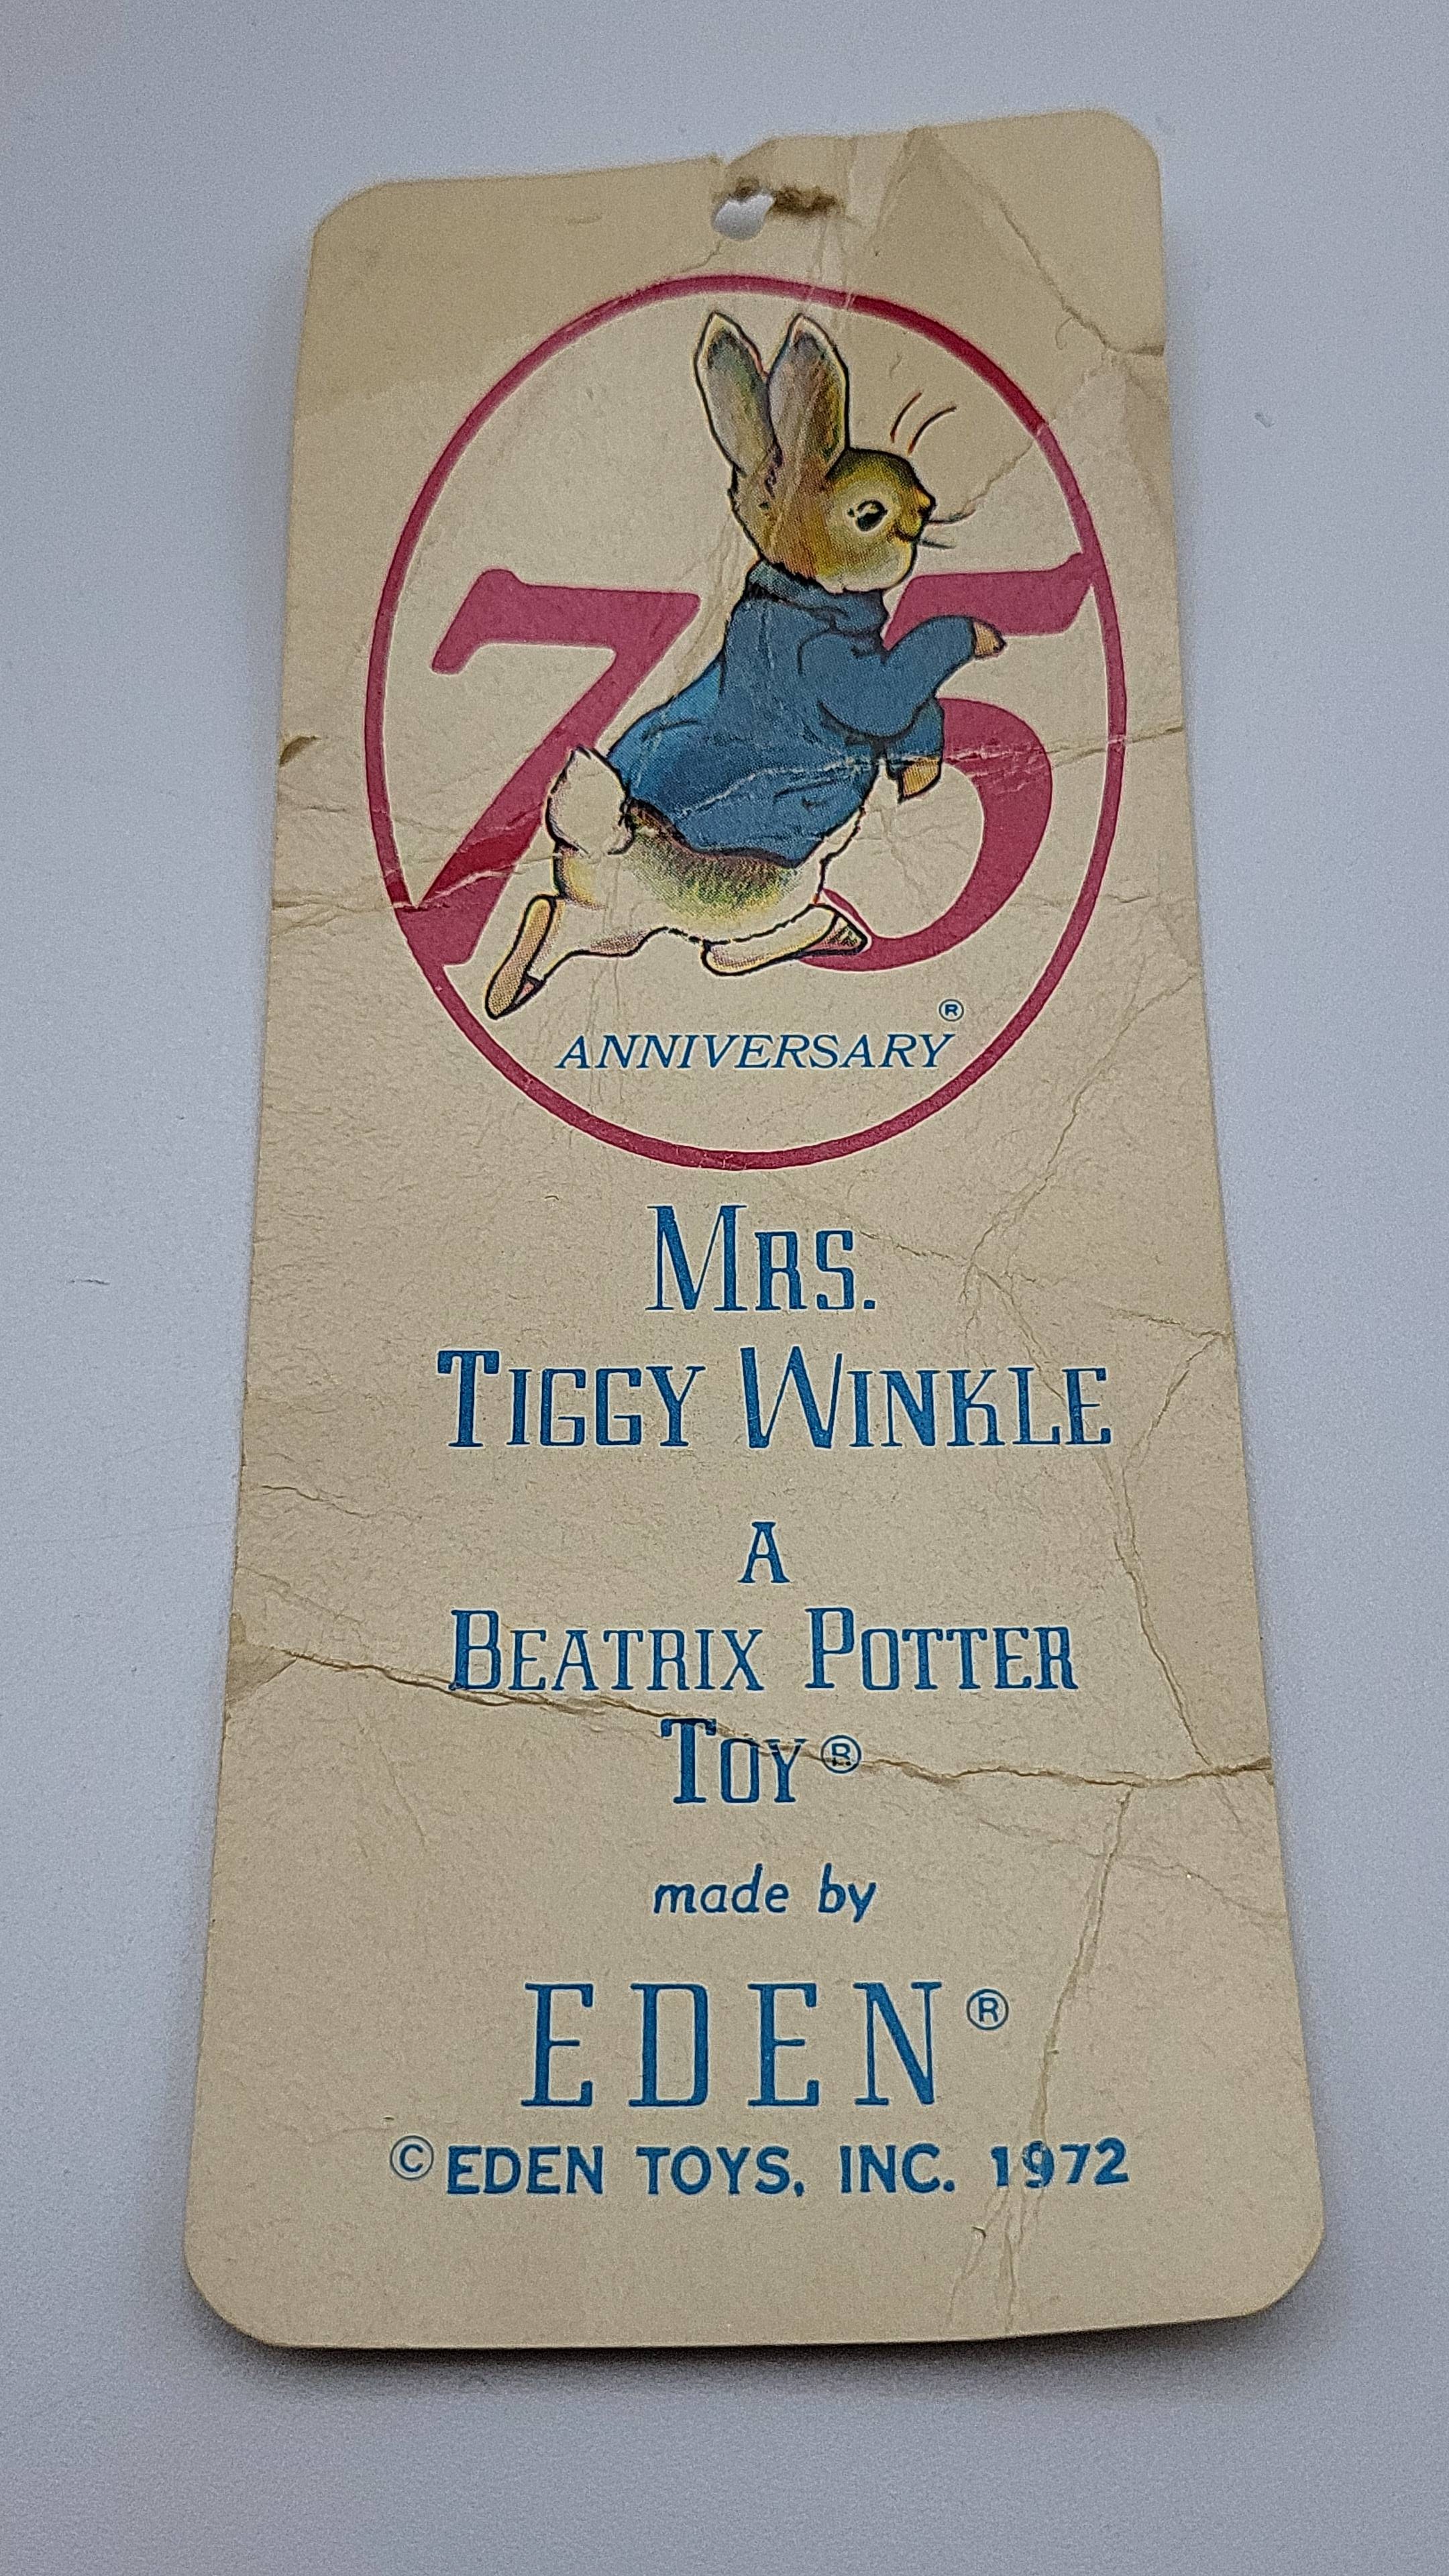 75
ANNIVERSARY®
MRS.
TIGGY WINKLE
A
BEATRIX POTTER
TOY®
made by
EDEN®
© EDEN TOYS, INC. 1972